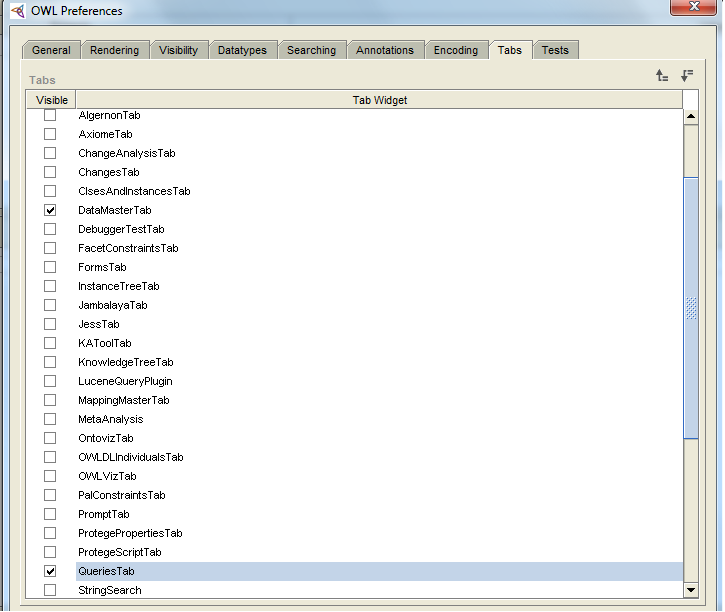 OWL Preferences
General Rendering Visibility Datatypes Searching Annotations Encoding Tabs Tests
Tabs
Visible Tab Widget
AlgernonTab
AxiomeTab
ChangeAnalysisTab
ChangesTab
ClsesAndInstancesTab
DataMasterTab
DebuggerTestTab
FacetConstraintsTab
FormsTab
InstanceTreeTab
JambalayaTab
JessTab
KAToolTab
KnowledgeTreeTab
LuceneQueryPlugin
MappingMasterTab
MetaAnalysis
OntovizTab
OWLDLIndividualsTab
OWLVizTab
PalConstraintsTab
PromptTab
ProtegePropertiesTab
ProtegeScriptTab
QueriesTab
StringSearch